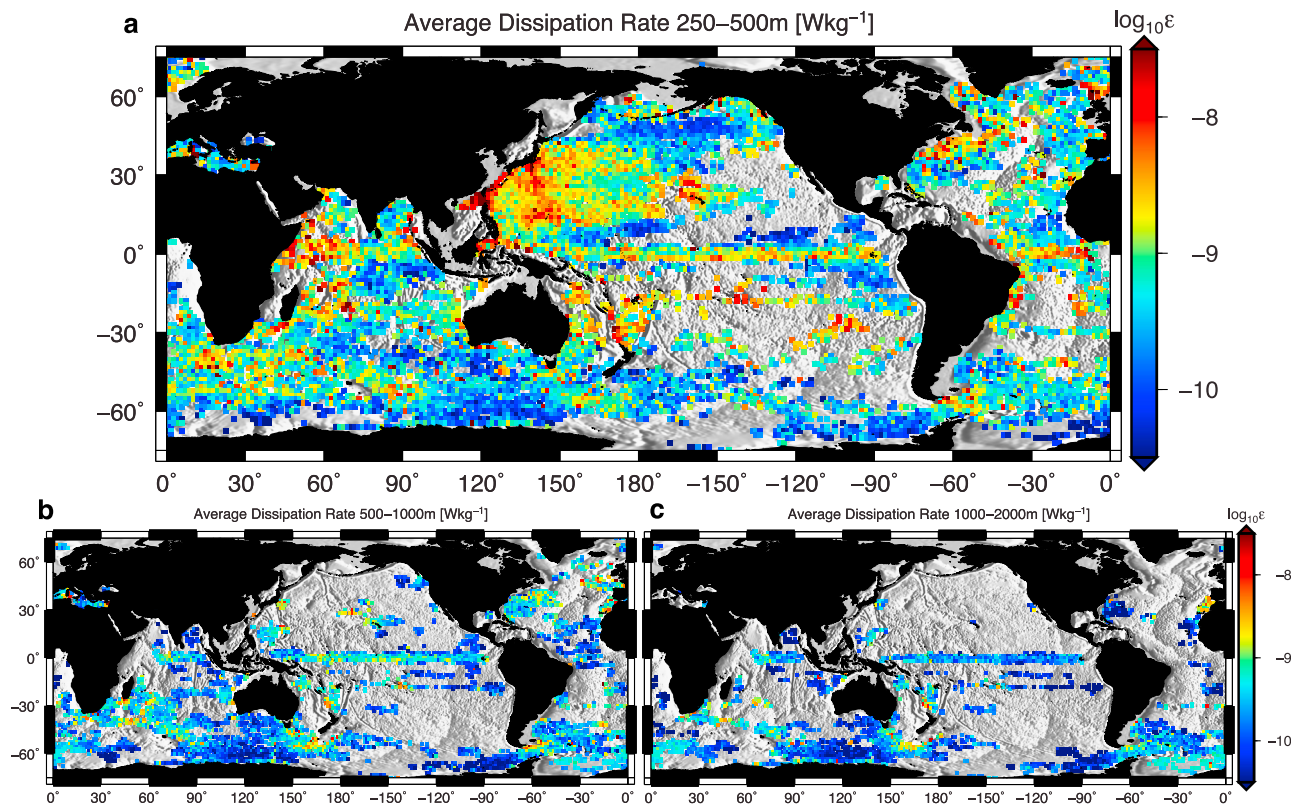 a
Average Dissipation Rate 250–500m [Wkg⁻¹]
log₁₀ε
60°
30°
0°
−30°
−60°
−8
−9
−10
0° 30° 60° 90° 120° 150° 180° −150° −120° −90° −60° −30° 0°
b
Average Dissipation Rate 500–1000m [Wkg⁻¹]
c
Average Dissipation Rate 1000–2000m [Wkg⁻¹]
log₁₀ε
60°
30°
0°
−30°
−60°
−8
−9
−10
0° 30° 60° 90° 120° 150° 180° −150° −120° −90° −60° −30° 0°
30° 60° 90° 120° 150° 180° −150° −120° −90° −60° −30° 0°